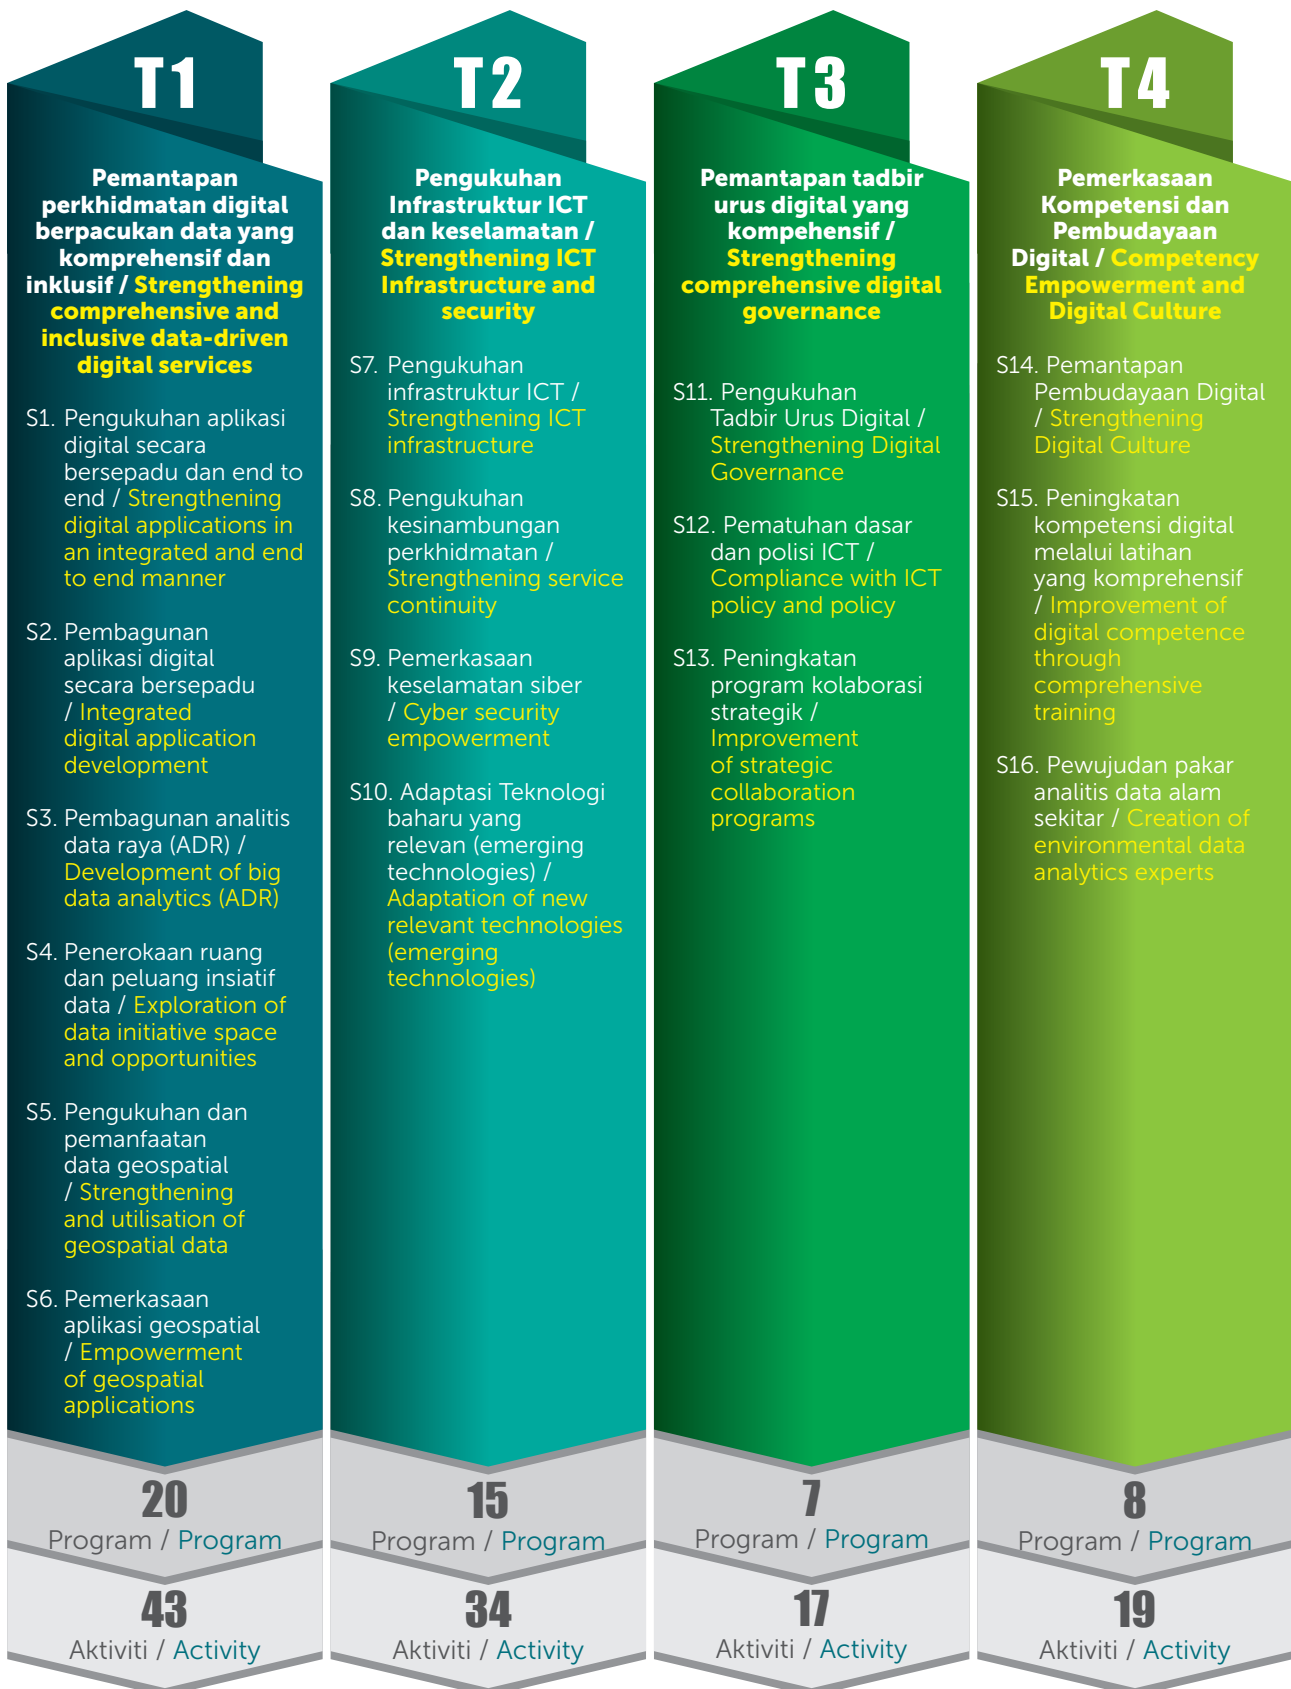 T1
Pemantapan
perkhidmatan digital
berpacukan data yang
komprehensif dan
inklusif / Strengthening
comprehensive and
inclusive data-driven
digital services
S1. Pengukuhan aplikasi
digital secara
bersepadu dan end to
end / Strengthening
digital applications in
an integrated and end
to end manner
S2. Pembagunan
aplikasi digital
secara bersepadu
/ Integrated
digital application
development
S3. Pembagunan analitis
data raya (ADR) /
Development of big
data analytics (ADR)
S4. Penerokaan ruang
dan peluang insiatif
data / Exploration of
data initiative space
and opportunities
S5. Pengukuhan dan
pemanfaatan
data geospatial
/ Strengthening
and utilisation of
geospatial data
S6. Pemerkasaan
aplikasi geospatial
/ Empowerment
of geospatial
applications
20
Program / Program
43
Aktiviti / Activity
T2
Pengukuhan
Infrastruktur ICT
dan keselamatan /
Strengthening ICT
Infrastructure and
security
S7. Pengukuhan
infrastruktur ICT /
Strengthening ICT
infrastructure
S8. Pengukuhan
kesinambungan
perkhidmatan /
Strengthening service
continuity
S9. Pemerkasaan
keselamatan siber
/ Cyber security
empowerment
S10. Adaptasi Teknologi
baharu yang
relevan (emerging
technologies) /
Adaptation of new
relevant technologies
(emerging
technologies)
15
Program / Program
34
Aktiviti / Activity
T3
Pemantapan tadbir
urus digital yang
kompehensif /
Strengthening
comprehensive digital
governance
S11. Pengukuhan
Tadbir Urus Digital /
Strengthening Digital
Governance
S12. Pematuhan dasar
dan polisi ICT /
Compliance with ICT
policy and policy
S13. Peningkatan
program kolaborasi
strategik /
Improvement
of strategic
collaboration
programs
7
Program / Program
17
Aktiviti / Activity
T4
Pemerkasaan
Kompetensi dan
Pembudayaan
Digital / Competency
Empowerment and
Digital Culture
S14. Pemantapan
Pembudayaan Digital
/ Strengthening
Digital Culture
S15. Peningkatan
kompetensi digital
melalui latihan
yang komprehensif
/ Improvement of
digital competence
through
comprehensive
training
S16. Pewujudan pakar
analitis data alam
sekitar / Creation of
environmental data
analytics experts
8
Program / Program
19
Aktiviti / Activity